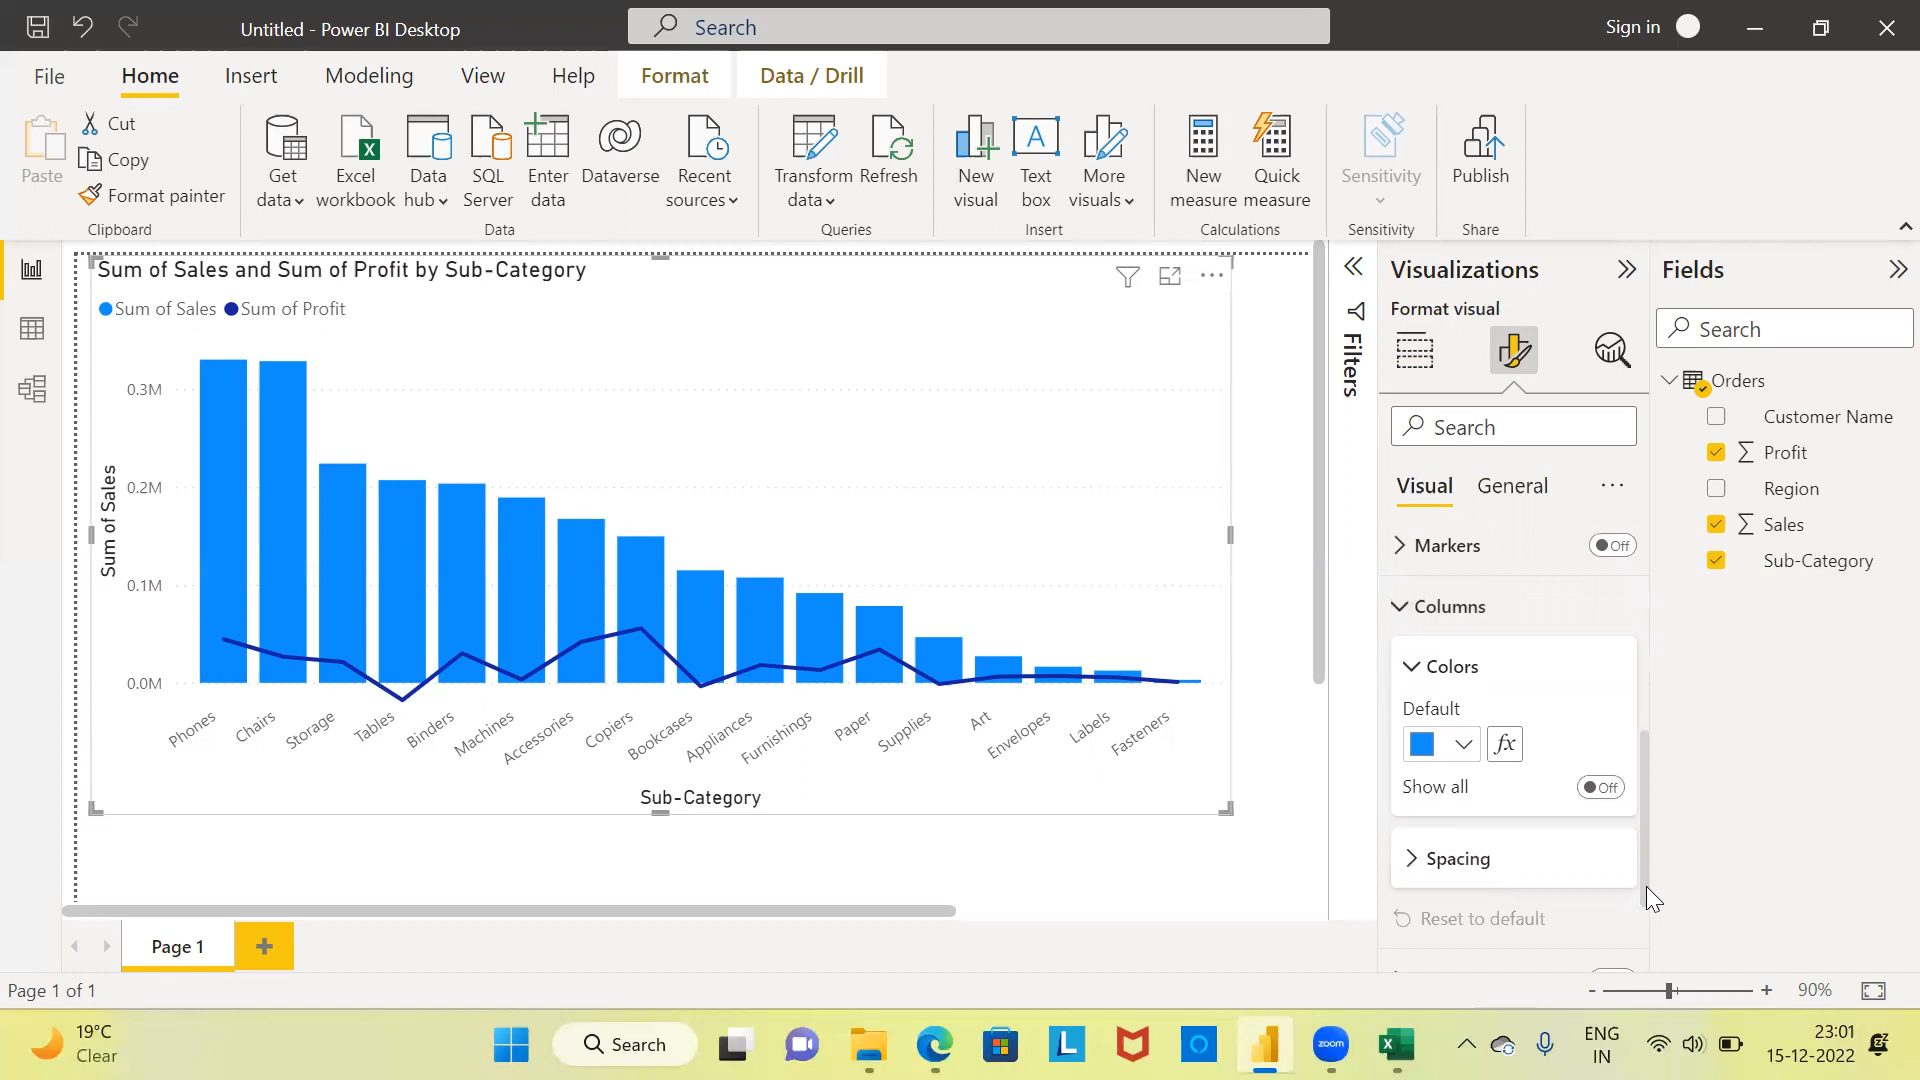 Untitled - Power BI Desktop
Search
Sign in
File
Home
Insert
Modeling
View
Help
Format
Data / Drill
Paste
Cut
Copy
Format painter
Clipboard
Get data
Excel workbook
Data hub
SQL Server
Enter data
Dataverse
Recent sources
Data
Transform data
Refresh
Queries
New visual
Text box
More visuals
Insert
New measure
Quick measure
Calculations
Sensitivity
Sensitivity
Publish
Share
Sum of Sales and Sum of Profit by Sub-Category
Sum of Sales
Sum of Profit
0.3M
0.2M
0.1M
0.0M
Sum of Sales
Phones
Chairs
Storage
Tables
Binders
Machines
Accessories
Copiers
Bookcases
Appliances
Furnishings
Paper
Supplies
Art
Envelopes
Labels
Fasteners
Sub-Category
Filters
Visualizations
Format visual
Search
Visual
General
Markers
Off
Columns
Colors
Default
fx
Show all
Off
Spacing
Reset to default
Fields
Search
Orders
Customer Name
Profit
Region
Sales
Sub-Category
Page 1
Page 1 of 1
90%
19°C
Clear
Search
zoom
ENG
IN
23:01
15-12-2022